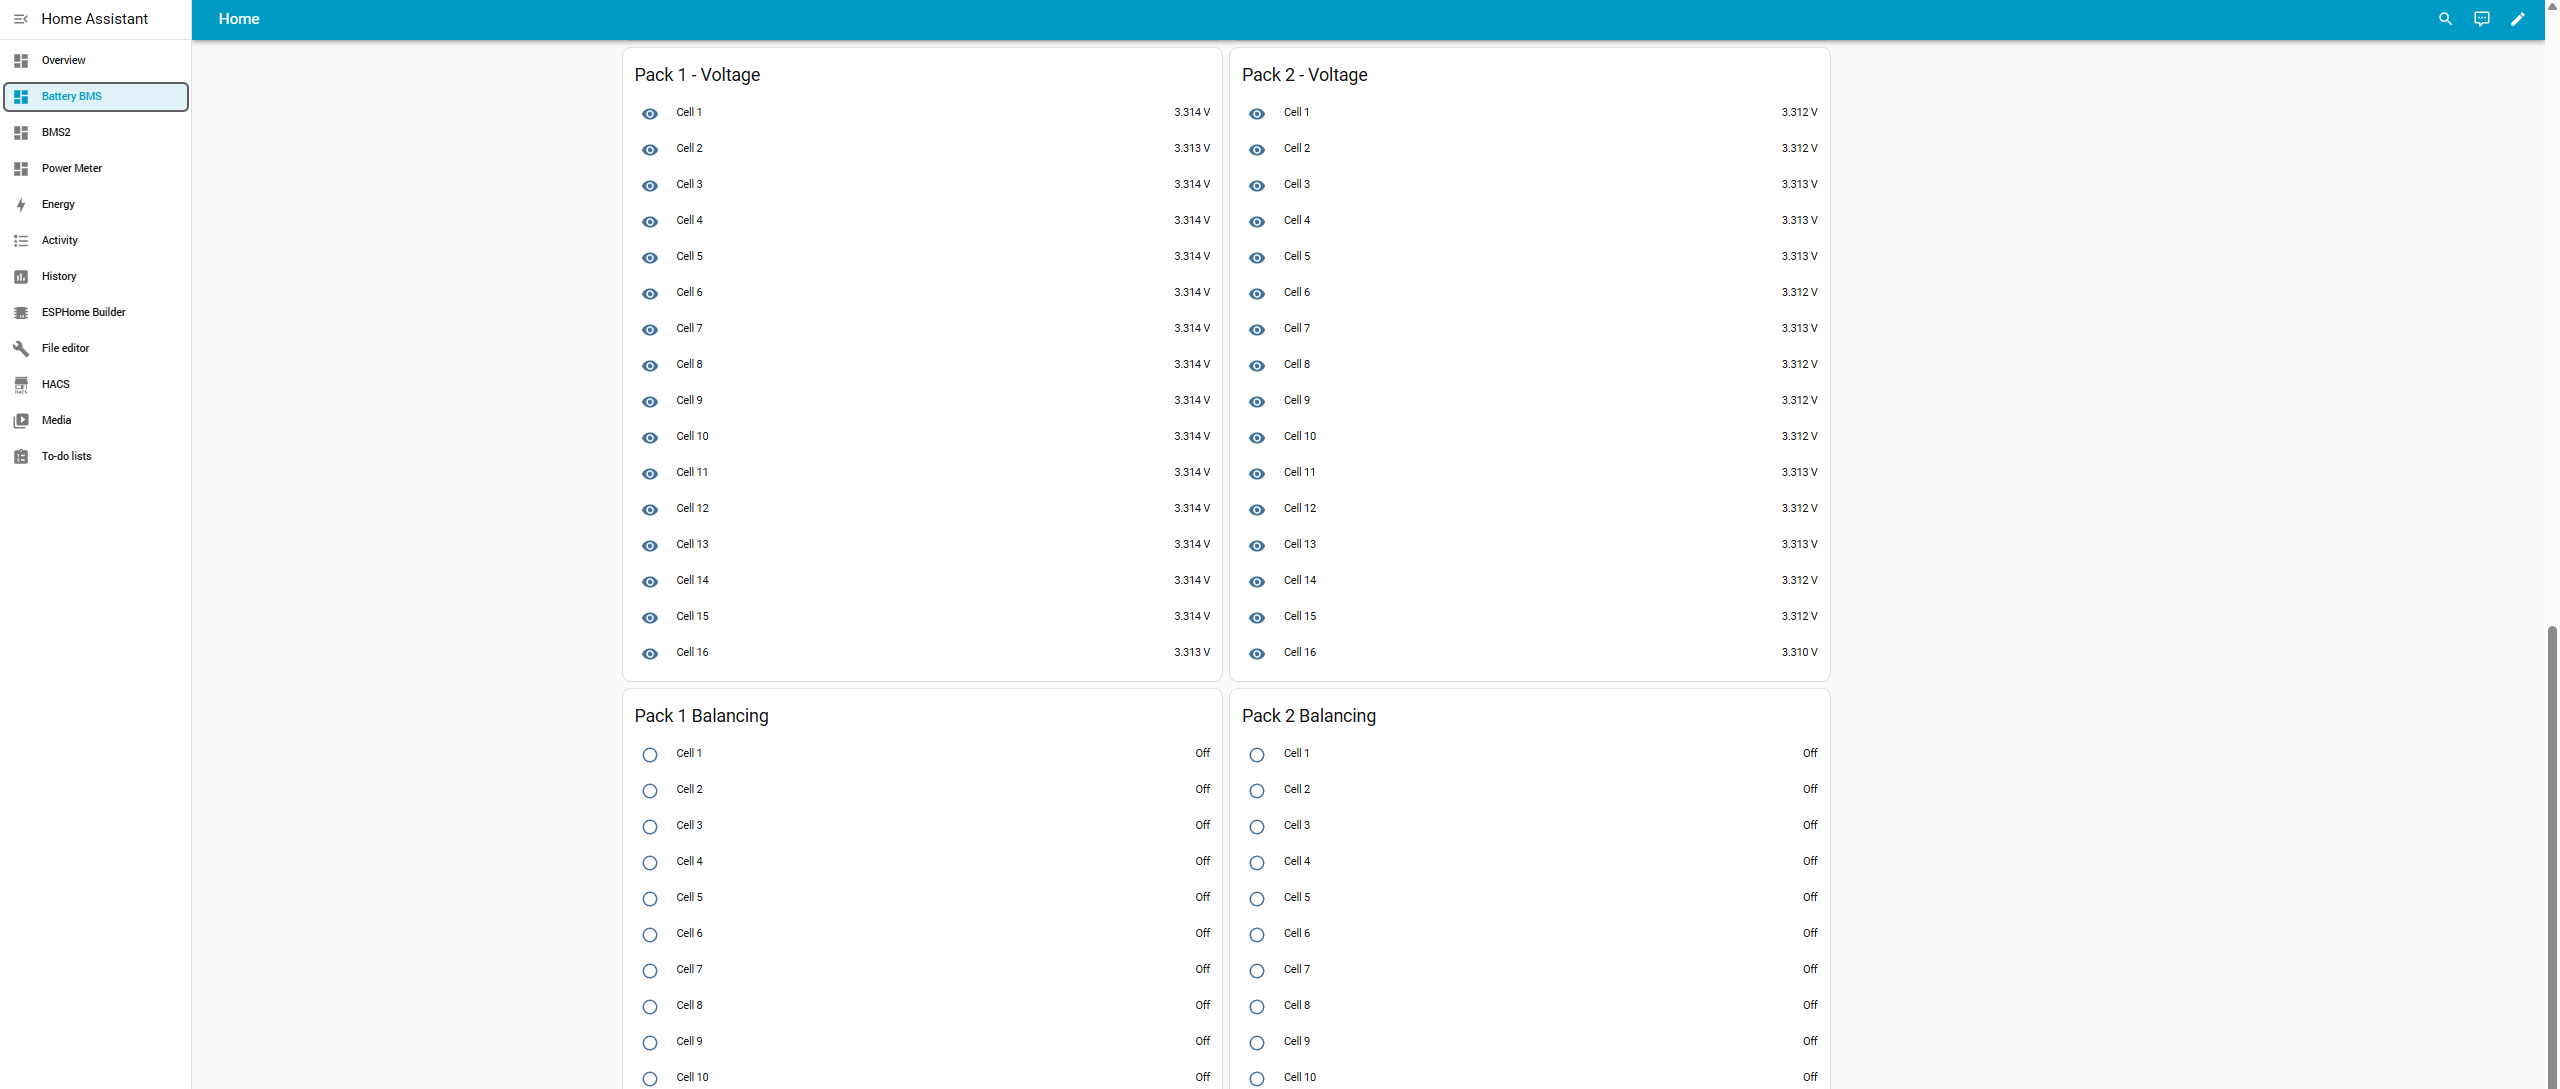 Home Assistant
Home
Overview
Battery BMS
BMS2
Power Meter
Energy
Activity
History
ESPHome Builder
File editor
HACS
HACS
Media
To-do lists
Pack 1 - Voltage
Cell 1 3.314 V
Cell 2 3.313 V
Cell 3 3.314 V
Cell 4 3.314 V
Cell 5 3.314 V
Cell 6 3.314 V
Cell 7 3.314 V
Cell 8 3.314 V
Cell 9 3.314 V
Cell 10 3.314 V
Cell 11 3.314 V
Cell 12 3.314 V
Cell 13 3.314 V
Cell 14 3.314 V
Cell 15 3.314 V
Cell 16 3.313 V
Pack 2 - Voltage
Cell 1 3.312 V
Cell 2 3.312 V
Cell 3 3.313 V
Cell 4 3.313 V
Cell 5 3.313 V
Cell 6 3.312 V
Cell 7 3.313 V
Cell 8 3.312 V
Cell 9 3.312 V
Cell 10 3.312 V
Cell 11 3.313 V
Cell 12 3.312 V
Cell 13 3.313 V
Cell 14 3.312 V
Cell 15 3.312 V
Cell 16 3.310 V
Pack 1 Balancing
Cell 1 Off
Cell 2 Off
Cell 3 Off
Cell 4 Off
Cell 5 Off
Cell 6 Off
Cell 7 Off
Cell 8 Off
Cell 9 Off
Cell 10 Off
Pack 2 Balancing
Cell 1 Off
Cell 2 Off
Cell 3 Off
Cell 4 Off
Cell 5 Off
Cell 6 Off
Cell 7 Off
Cell 8 Off
Cell 9 Off
Cell 10 Off